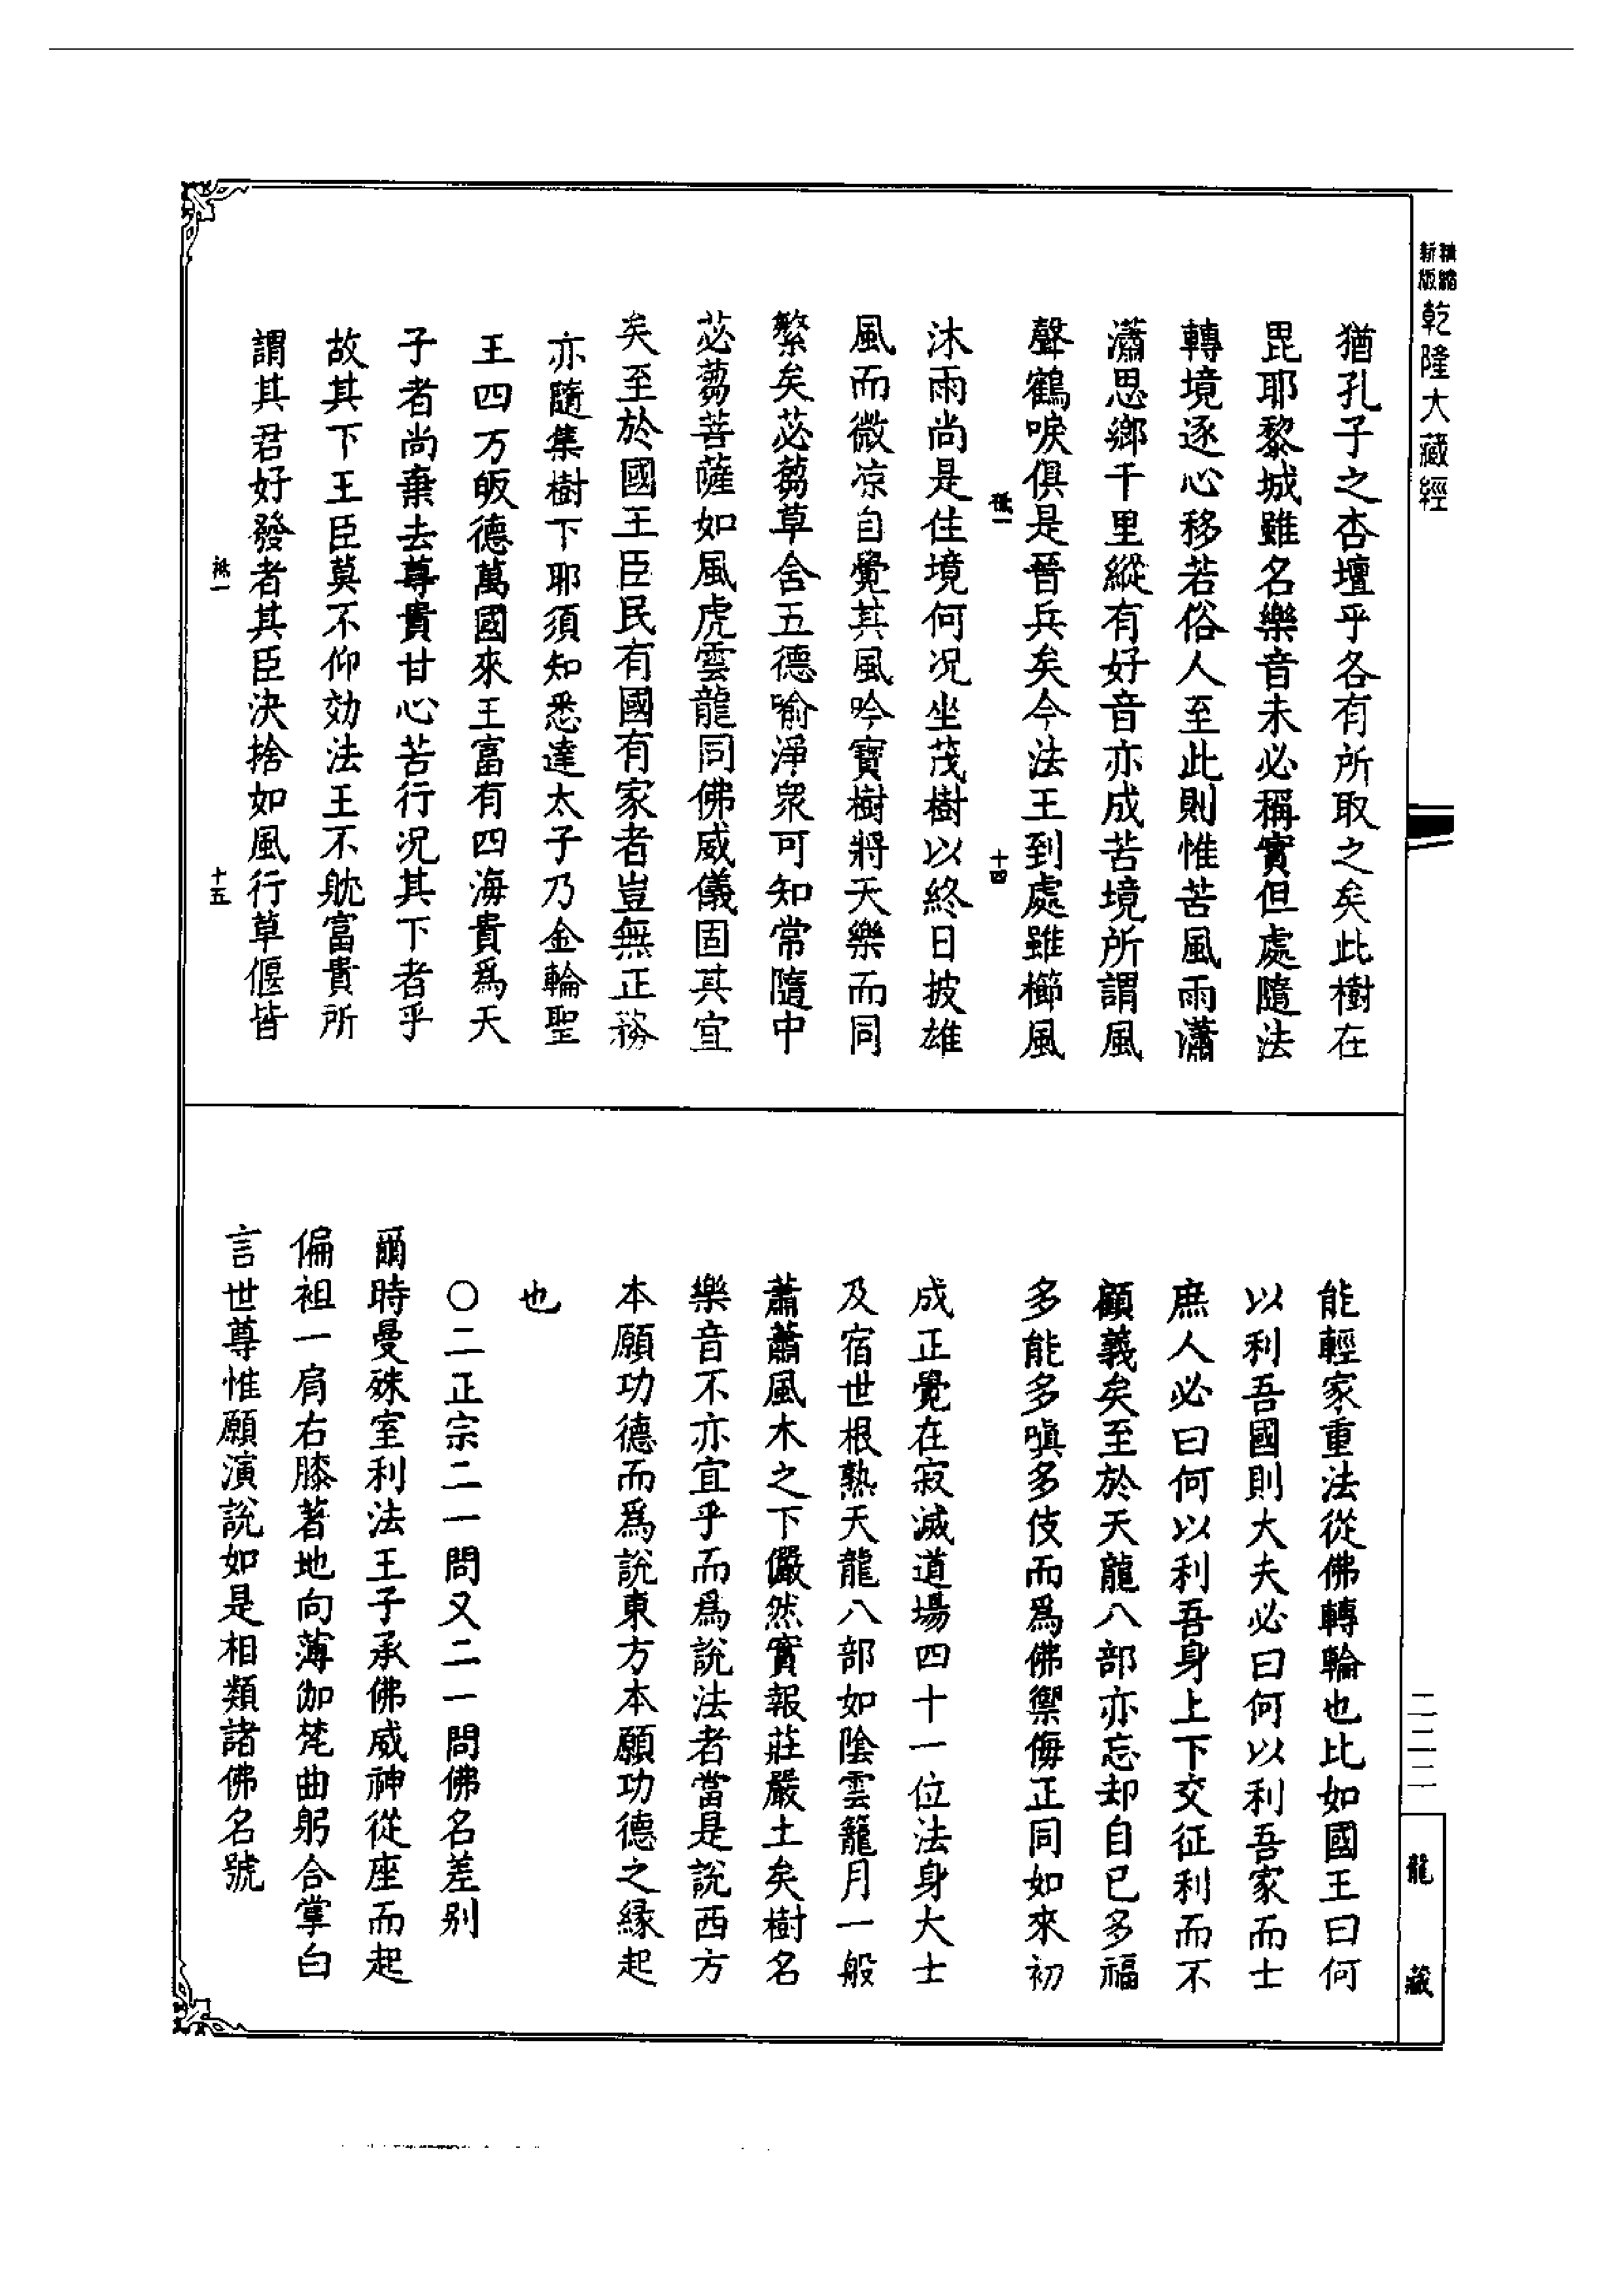 精縮新版 乾隆大藏經
猶孔子之杏壇乎各有所取之矣此樹在
毘耶黎城雖名樂音未必稱實但處隨法
轉境逐心移若俗人至此則惟苦風雨瀟
瀟思鄉千里縱有好音亦成苦境所謂風
聲鶴唳俱是晉兵矣今法王到處雖櫛風
十四
沐雨尚是住境何况坐茂樹以終日披雄
風而微凉自覺其風吟寶樹將天樂而同
繁矣苾蒭草舍五德喻淨衆可知常隨中
苾蒭菩薩如風虎雲龍同佛威儀固其宜
矣至於國王臣民有國有家者豈無正務
亦隨集樹下耶須知悉達太子乃金輪聖
王四方皈德萬國來王富有四海貴爲天
子者尚棄去尊貴甘心苦行况其下者乎
故其下王臣莫不仰効法王不躭富貴所
謂其君好發者其臣決捨如風行草偃皆
十五
能輕家重法從佛轉輪也比如國王曰何
以利吾國則大夫必曰何以利吾家而士
庶人必曰何以利吾身上下交征利而不
顧義矣至於天龍八部亦忘却自已多福
多能多嗔多伎而爲佛禦侮正同如來初
成正覺在寂滅道場四十一位法身大士
及宿世根熟天龍八部如陰雲籠月一般
蕭蕭風木之下儼然實報莊嚴土矣樹名
樂音不亦宜乎而爲說法者當是說西方
本願功德而爲說東方本願功德之緣起
也
○二正宗二一問又二一問佛名差别
爾時曼殊室利法王子承佛威神從座而起
偏袒一肩右膝著地向薄伽梵曲躬合掌白
言世尊惟願演說如是相類諸佛名號
二二二
龍藏